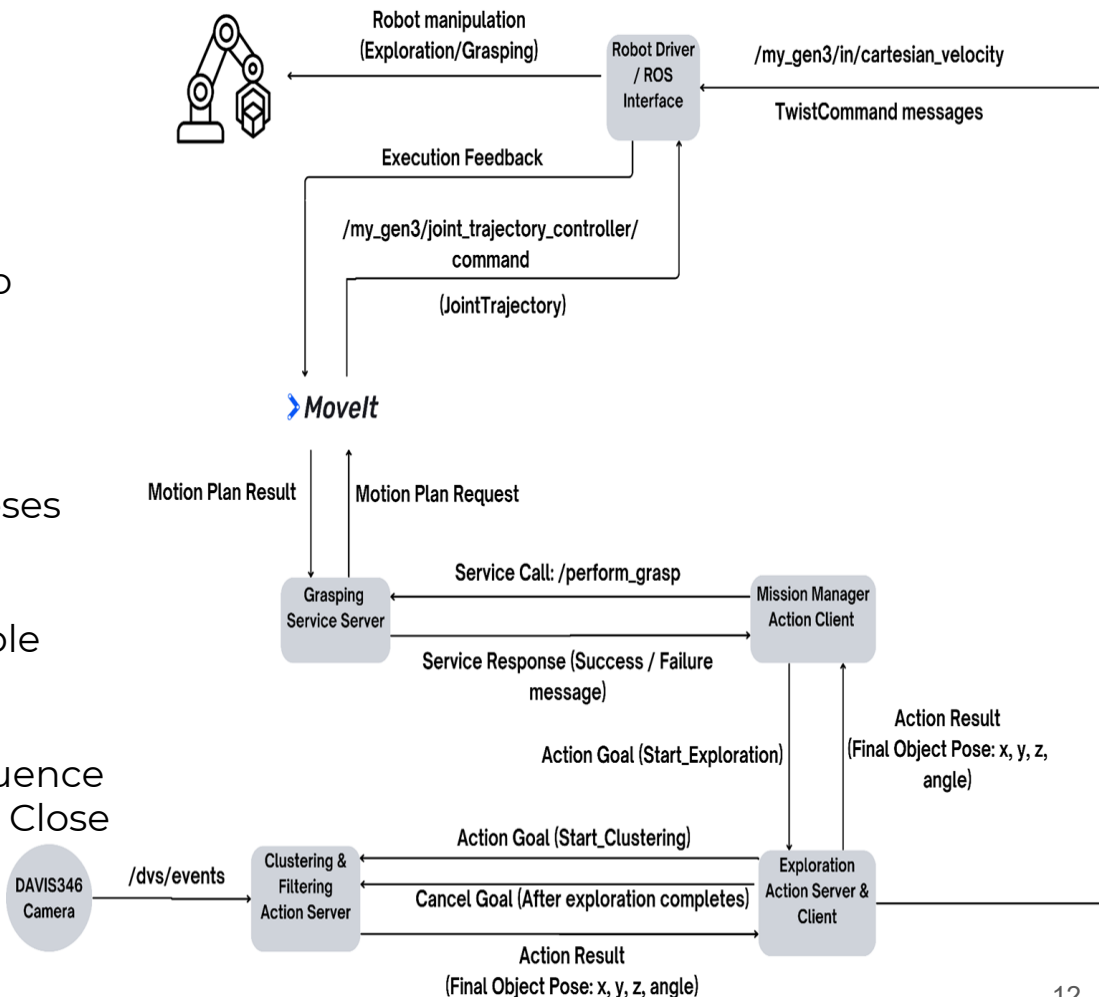 Robot manipulation
(Exploration/Grasping)
Robot Driver
/ ROS
Interface
/my_gen3/in/cartesian_velocity
TwistCommand messages
Execution Feedback
/my_gen3/joint_trajectory_controller/
command
(JointTrajectory)
MoveIt
Motion Plan Result
Motion Plan Request
Service Call: /perform_grasp
Grasping
Service Server
Mission Manager
Action Client
Service Response (Success / Failure
message)
Action Goal (Start_Exploration)
Action Result
(Final Object Pose: x, y, z,
angle)
Close
Action Goal (Start_Clustering)
DAVIS346
Camera
/dvs/events
Clustering &
Filtering
Action Server
Cancel Goal (After exploration completes)
Exploration
Action Server &
Client
Action Result
(Final Object Pose: x, y, z, angle)